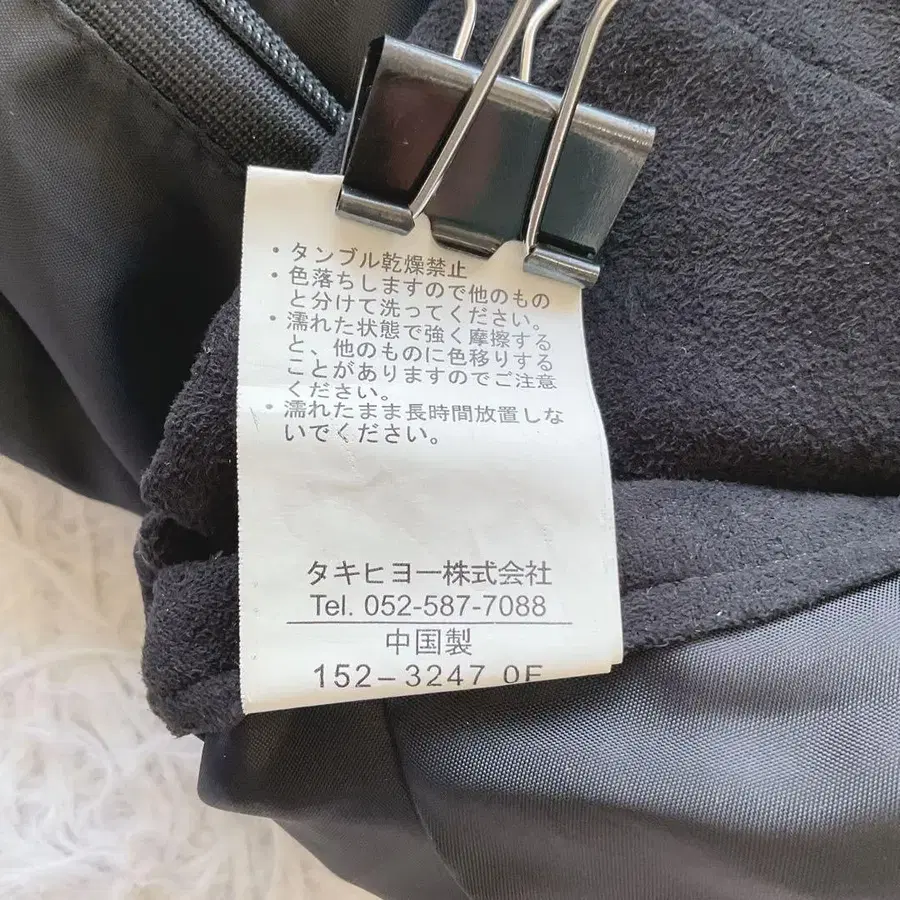 ・タンブル乾燥禁止
・色落ちしますので他のもの
と分けて洗ってください。
・濡れた状態で強く摩擦する
と、他のものに色移りする
ことがありますのでご注意
ください。
・濡れたまま長時間放置しな
いでください。
タキヒヨー株式会社
Tel. 052-587-7088
中国製
152-3247